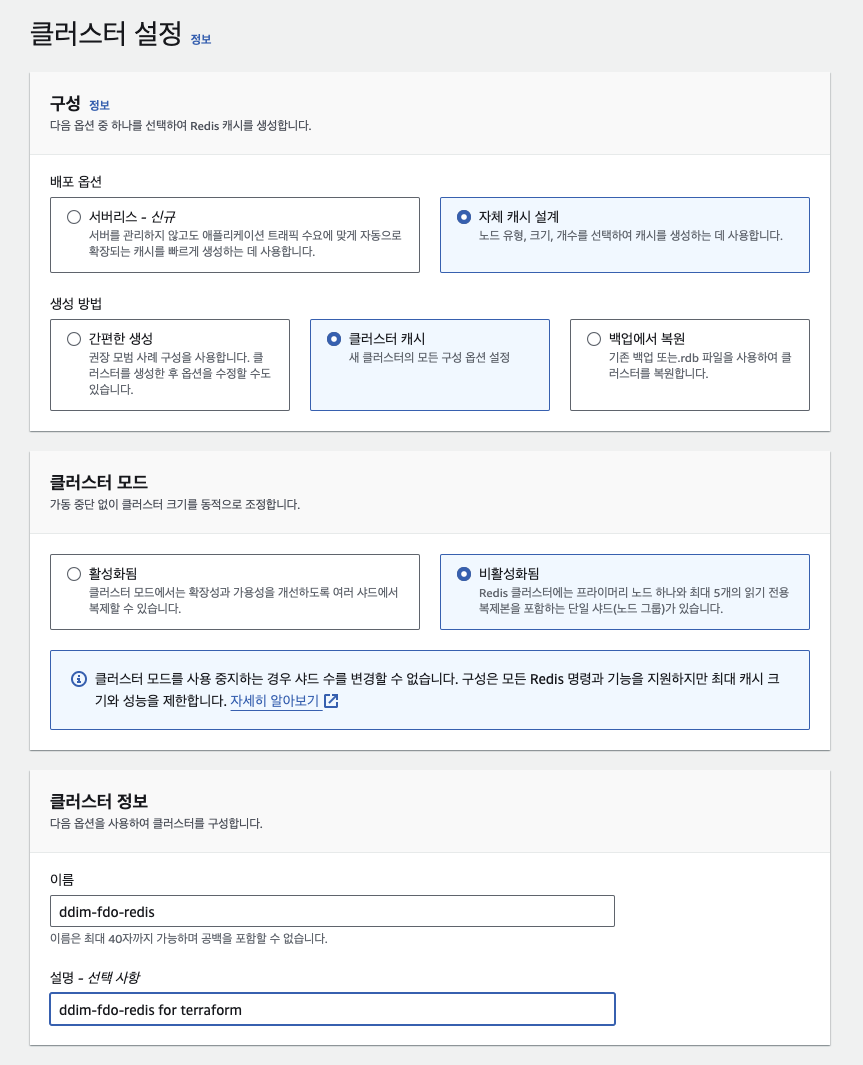 클러스터 설정 정보
구성 정보
다음 옵션 중 하나를 선택하여 Redis 캐시를 생성합니다.
배포 옵션
서버리스 - 신규
서버를 관리하지 않고도 애플리케이션 트래픽 수요에 맞게 자동으로
확장되는 캐시를 빠르게 생성하는 데 사용합니다.
자체 캐시 설계
노드 유형, 크기, 개수를 선택하여 캐시를 생성하는 데 사용합니다.
생성 방법
간편한 생성
권장 모범 사례 구성을 사용합니다. 클
러스터를 생성한 후 옵션을 수정할 수도
있습니다.
클러스터 캐시
새 클러스터의 모든 구성 옵션 설정
백업에서 복원
기존 백업 또는.rdb 파일을 사용하여 클
러스터를 복원합니다.
클러스터 모드
가동 중단 없이 클러스터 크기를 동적으로 조정합니다.
활성화됨
클러스터 모드에서는 확장성과 가용성을 개선하도록 여러 샤드에서
복제할 수 있습니다.
비활성화됨
Redis 클러스터에는 프라이머리 노드 하나와 최대 5개의 읽기 전용
복제본을 포함하는 단일 샤드(노드 그룹)가 있습니다.
클러스터 모드를 사용 중지하는 경우 샤드 수를 변경할 수 없습니다. 구성은 모든 Redis 명령과 기능을 지원하지만 최대 캐시 크
기와 성능을 제한합니다. 자세히 알아보기
클러스터 정보
다음 옵션을 사용하여 클러스터를 구성합니다.
이름
ddim-fdo-redis
이름은 최대 40자까지 가능하며 공백을 포함할 수 없습니다.
설명 - 선택 사항
ddim-fdo-redis for terraform